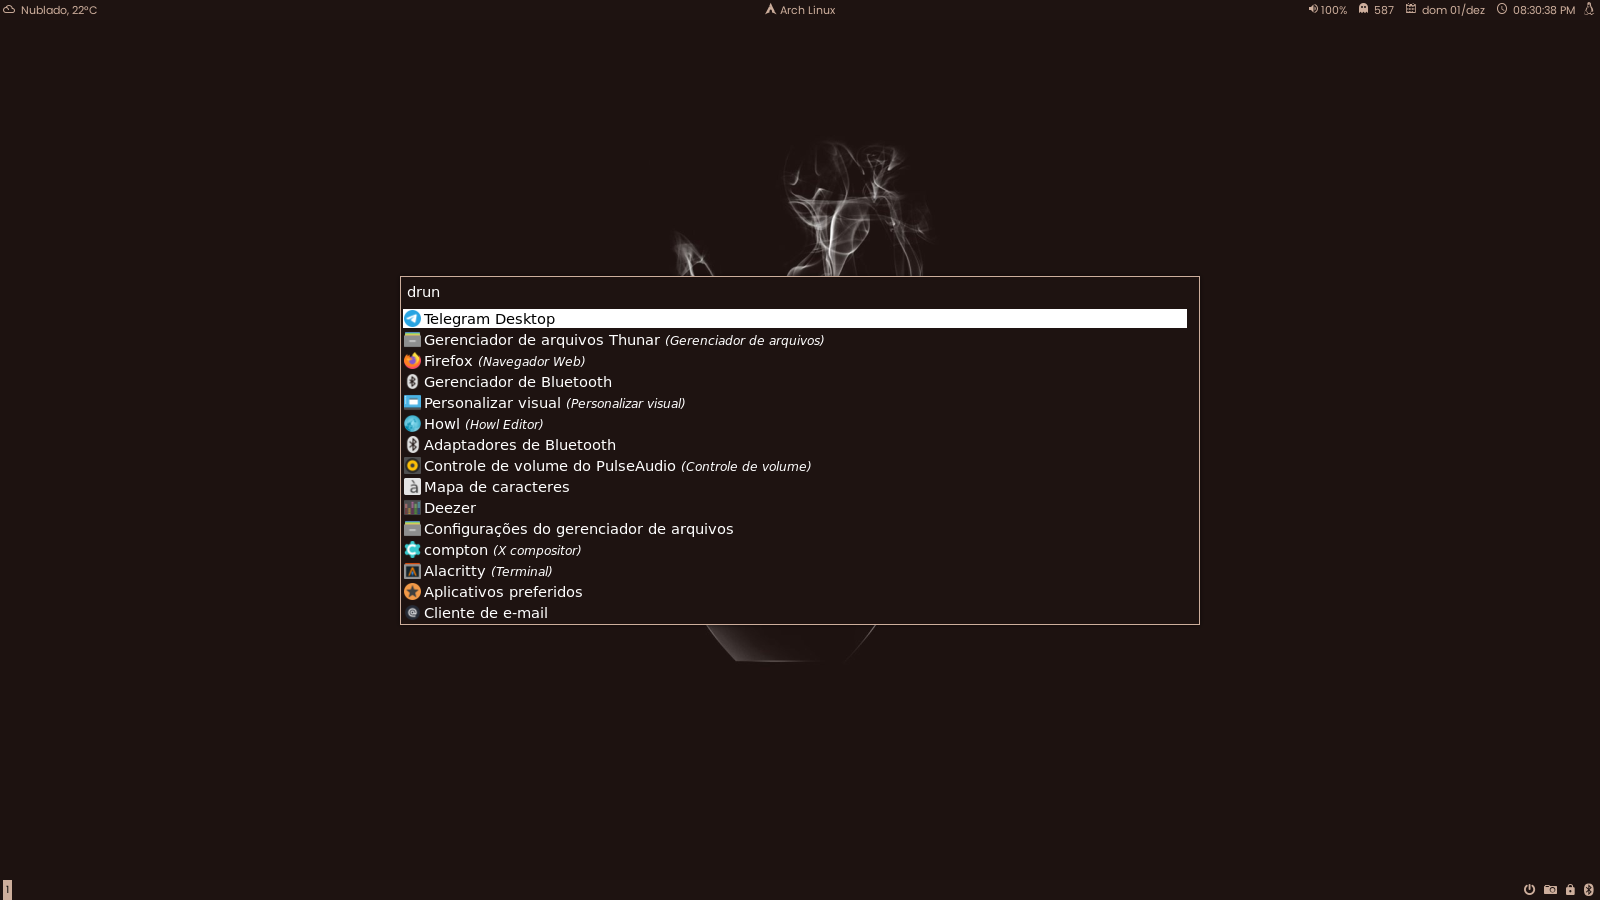 Nublado, 22°C
Arch Linux
100% 587 dom 01/dez 08:30:38 PM
drun
Telegram Desktop
Gerenciador de arquivos Thunar (Gerenciador de arquivos)
Firefox (Navegador Web)
Gerenciador de Bluetooth
Personalizar visual (Personalizar visual)
Howl (Howl Editor)
Adaptadores de Bluetooth
Controle de volume do PulseAudio (Controle de volume)
Mapa de caracteres
Deezer
Configurações do gerenciador de arquivos
compton (X compositor)
Alacritty (Terminal)
Aplicativos preferidos
Cliente de e-mail
1